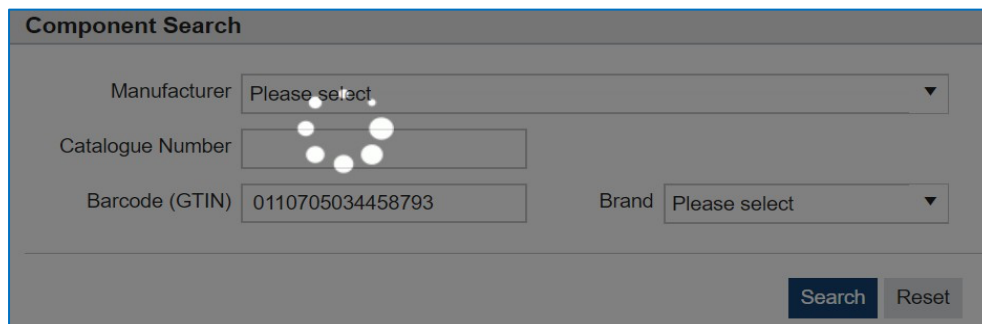 Component Search
Manufacturer Please select
Catalogue Number
Barcode (GTIN) 0110705034458793 Brand Please select
Search Reset